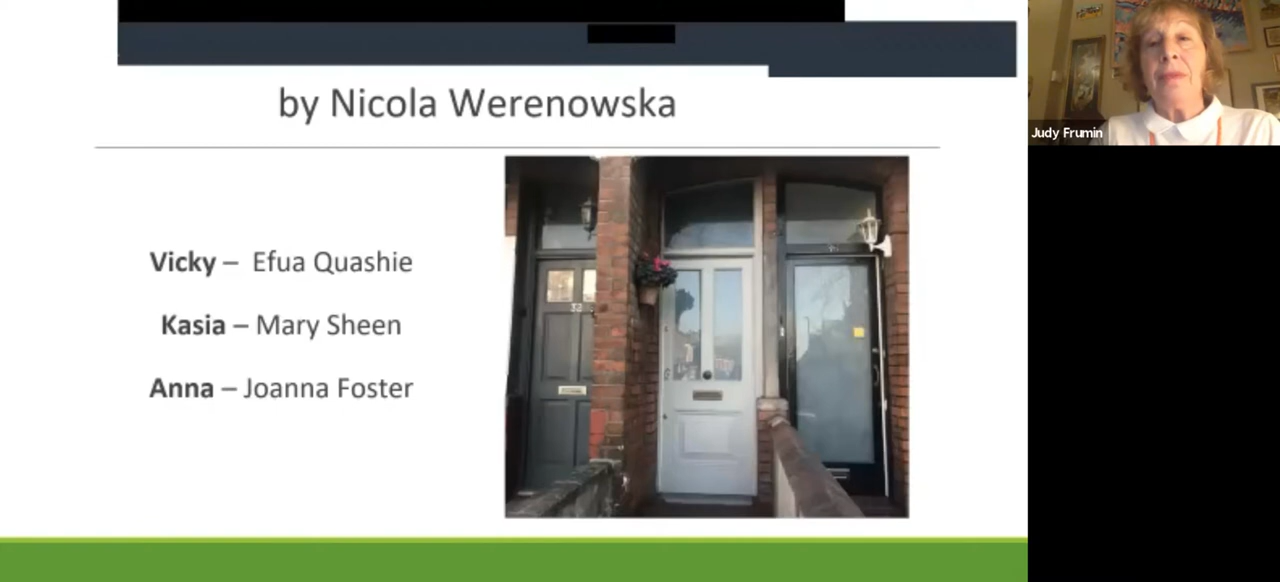 by Nicola Werenowska
Vicky – Efua Quashie
Kasia – Mary Sheen
Anna – Joanna Foster
Judy Frumin